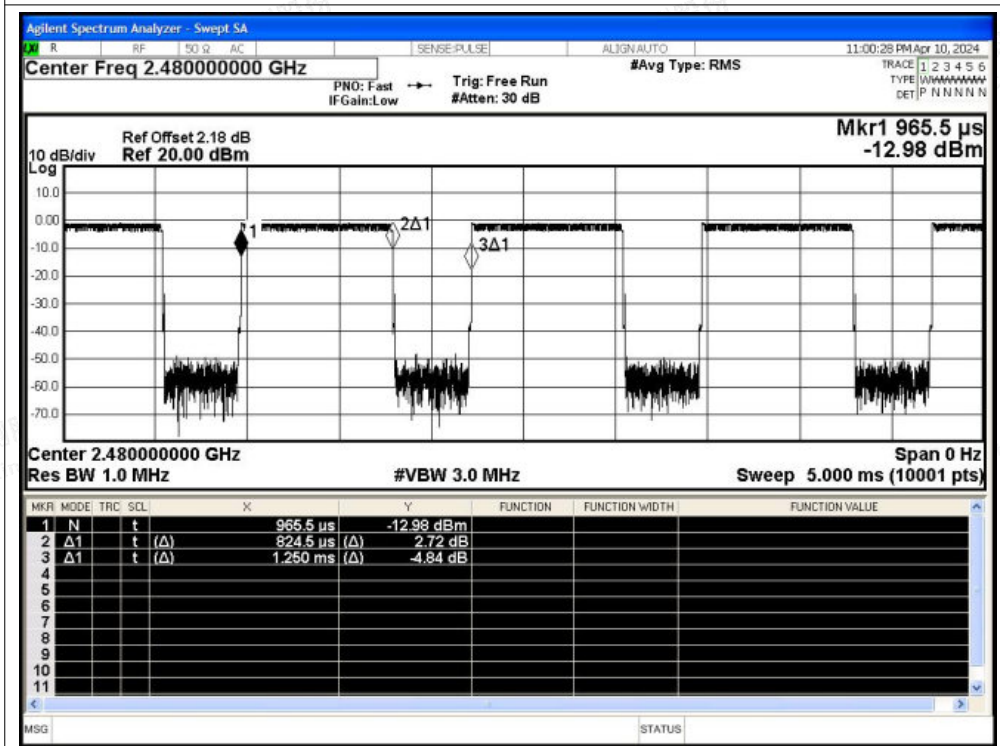 Agilent Spectrum Analyzer - Swept SA
LXI R RF 50 Ω AC SENSE:PULSE ALIGN AUTO 11:00:28 PM Apr 10, 2024
Center Freq 2.480000000 GHz #Avg Type: RMS TRACE 1 2 3 4 5 6
PNO: Fast Trig: Free Run TYPE WWWWWW
IFGain:Low #Atten: 30 dB DET P N N N N N
Mkr1 965.5 µs
Ref Offset 2.18 dB
10 dB/div Ref 20.00 dBm -12.98 dBm
Log
10.0
0.00
1 2Δ1
-10.0
3Δ1
-20.0
-30.0
-40.0
-50.0
-60.0
-70.0
Center 2.480000000 GHz Span 0 Hz
Res BW 1.0 MHz #VBW 3.0 MHz Sweep 5.000 ms (10001 pts)
MKR MODE TRC SCL X Y FUNCTION FUNCTION WIDTH FUNCTION VALUE
1 N t 965.5 µs -12.98 dBm
2 Δ1 t (Δ) 824.5 µs (Δ) 2.72 dB
3 Δ1 t (Δ) 1.250 ms (Δ) -4.84 dB
4
5
6
7
8
9
10
11
MSG STATUS